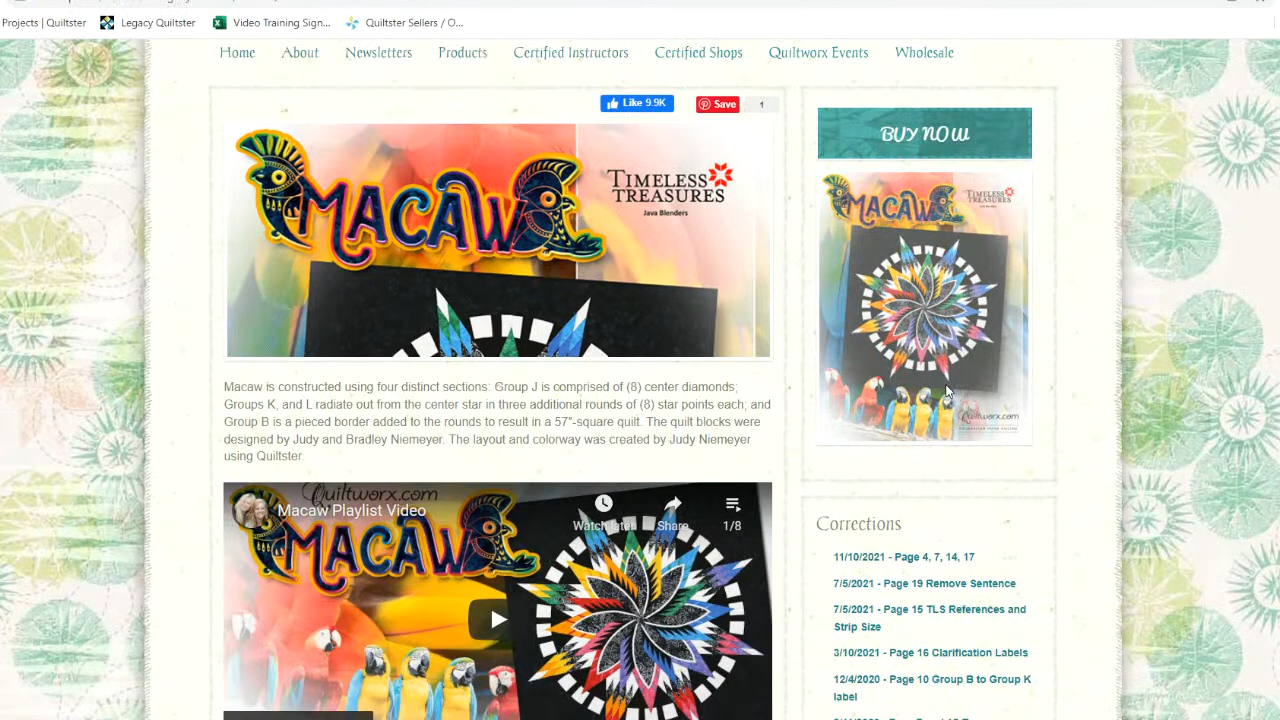 Projects | Quiltster
Legacy Quiltster
Video Training Sign...
Quiltster Sellers / O...
Home
About
Newsletters
Products
Certified Instructors
Certified Shops
Quiltworx Events
Wholesale
Like 9.9K
Save
1
MACAW
TIMELESS
TREASURES
Java Blenders
Macaw is constructed using four distinct sections: Group J is comprised of (8) center diamonds;
Groups K, and L radiate out from the center star in three additional rounds of (8) star points each; and
Group B is a pieced border added to the rounds to result in a 57"-square quilt. The quilt blocks were
designed by Judy and Bradley Niemeyer. The layout and colorway was created by Judy Niemeyer
using Quiltster.
Quiltworx.com
Macaw Playlist Video
Watch later
Share
1/8
MACAW
BUY NOW
MACAW
TIMELESS
TREASURES
Java Blenders
Quiltworx.com
Corrections
11/10/2021 - Page 4, 7, 14, 17
7/5/2021 - Page 19 Remove Sentence
7/5/2021 - Page 15 TLS References and
Strip Size
3/10/2021 - Page 16 Clarification Labels
12/4/2020 - Page 10 Group B to Group K
label